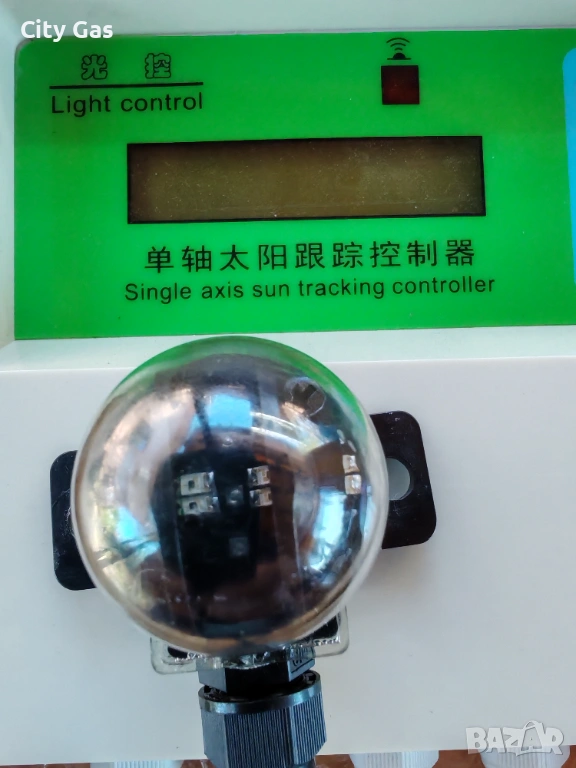 City Gas
光控
Light control
单轴太阳跟踪控制器
Single axis sun tracking controller
BAZAR